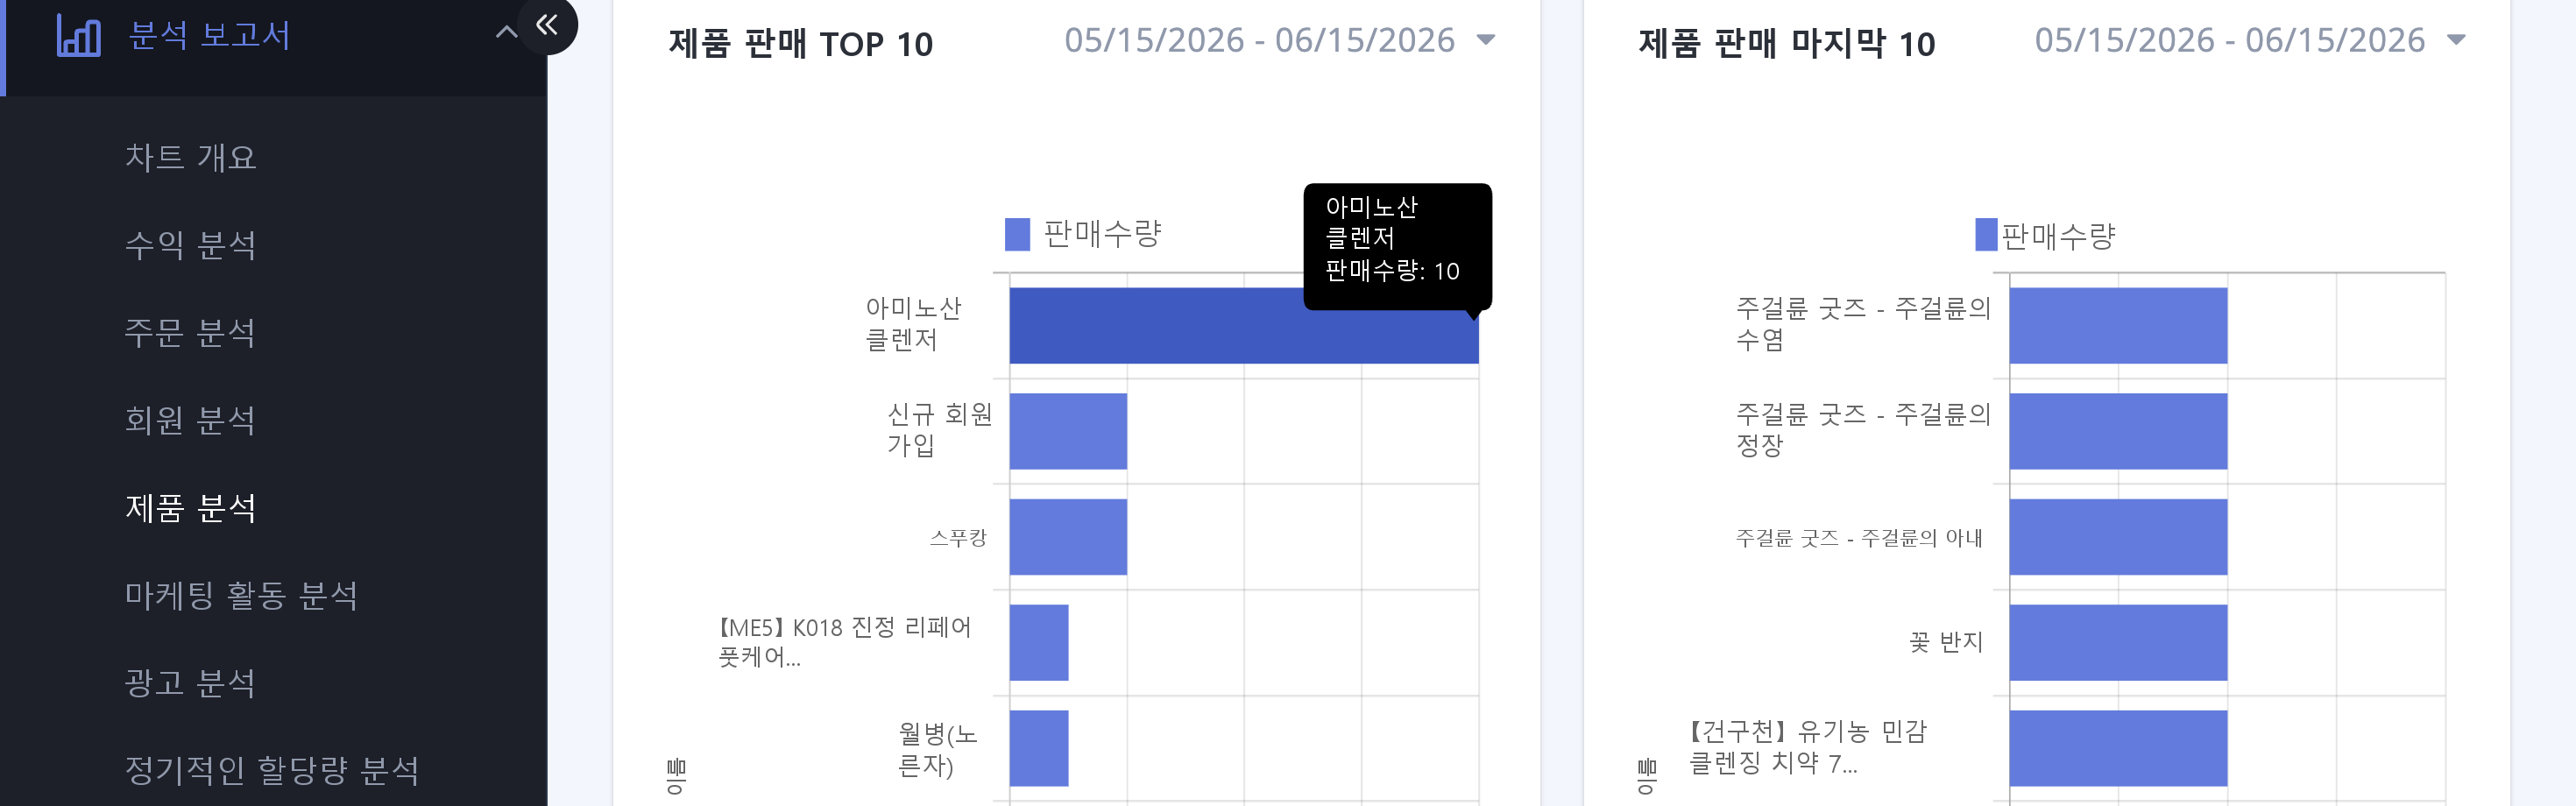 분석 보고서
차트 개요
수익 분석
주문 분석
회원 분석
제품 분석
마케팅 활동 분석
광고 분석
정기적인 할당량 분석
제품 판매 TOP 10
05/15/2026 - 06/15/2026
판매수량
아미노산
클렌저
판매수량: 10
아미노산
클렌저
신규 회원
가입
스푸캉
【ME5】K018 진정 리페어
풋케어...
월병(노
른자)
이름
제품 판매 마지막 10
05/15/2026 - 06/15/2026
판매수량
주걸륜 굿즈 - 주걸륜의
수염
주걸륜 굿즈 - 주걸륜의
정장
주걸륜 굿즈 - 주걸륜의 아내
꽃 반지
【건구천】유기농 민감
클렌징 치약 7...
이름